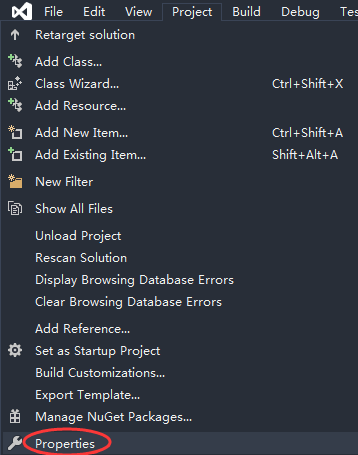 File Edit View Project Build Debug Tes
Retarget solution
Add Class...
Class Wizard... Ctrl+Shift+X
Add Resource...
Add New Item... Ctrl+Shift+A
Add Existing Item... Shift+Alt+A
New Filter
Show All Files
Unload Project
Rescan Solution
Display Browsing Database Errors
Clear Browsing Database Errors
Add Reference...
Set as Startup Project
Build Customizations...
Export Template...
Manage NuGet Packages...
Properties